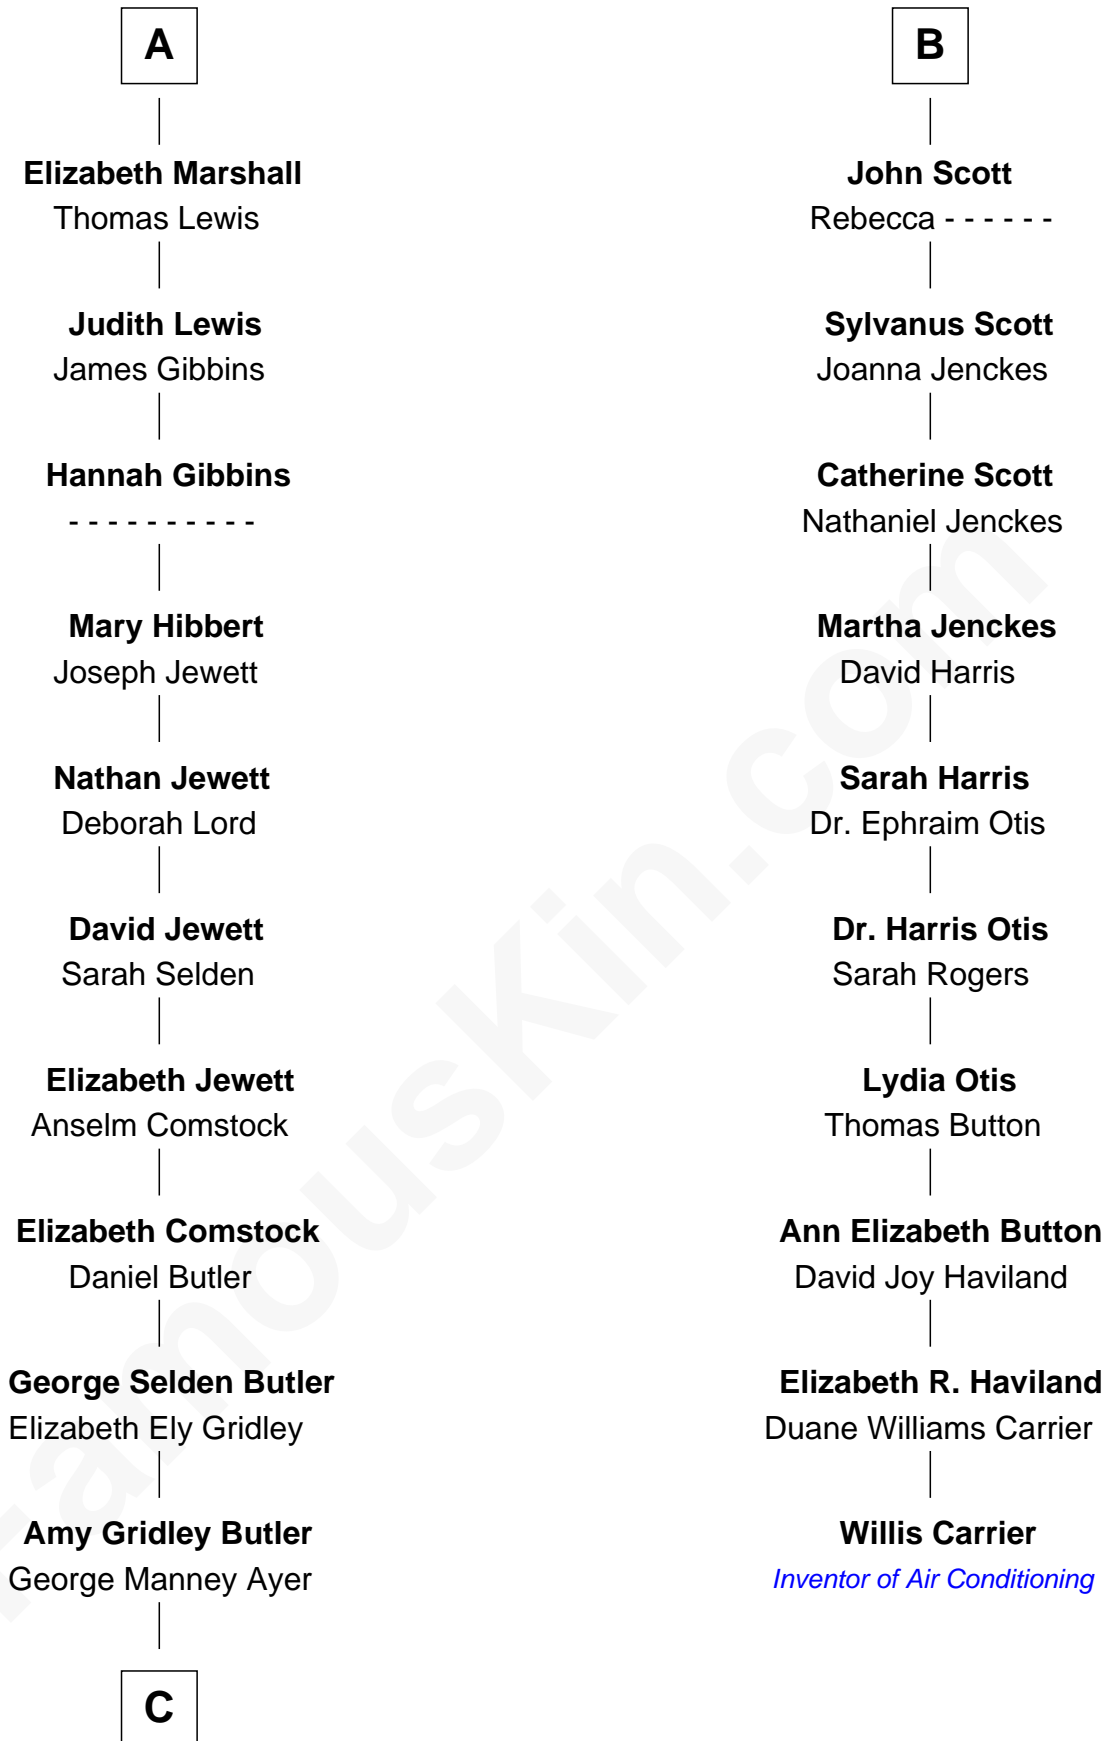 A
Elizabeth Marshall
Thomas Lewis
Judith Lewis
James Gibbins
Hannah Gibbins
- - - - - - - - - -
Mary Hibbert
Joseph Jewett
Nathan Jewett
Deborah Lord
David Jewett
Sarah Selden
Elizabeth Jewett
Anselm Comstock
Elizabeth Comstock
Daniel Butler
George Selden Butler
Elizabeth Ely Gridley
Amy Gridley Butler
George Manney Ayer
C
B
John Scott
Rebecca - - - - - -
Sylvanus Scott
Joanna Jenckes
Catherine Scott
Nathaniel Jenckes
Martha Jenckes
David Harris
Sarah Harris
Dr. Ephraim Otis
Dr. Harris Otis
Sarah Rogers
Lydia Otis
Thomas Button
Ann Elizabeth Button
David Joy Haviland
Elizabeth R. Haviland
Duane Williams Carrier
Willis Carrier
Inventor of Air Conditioning
FamousKin.com